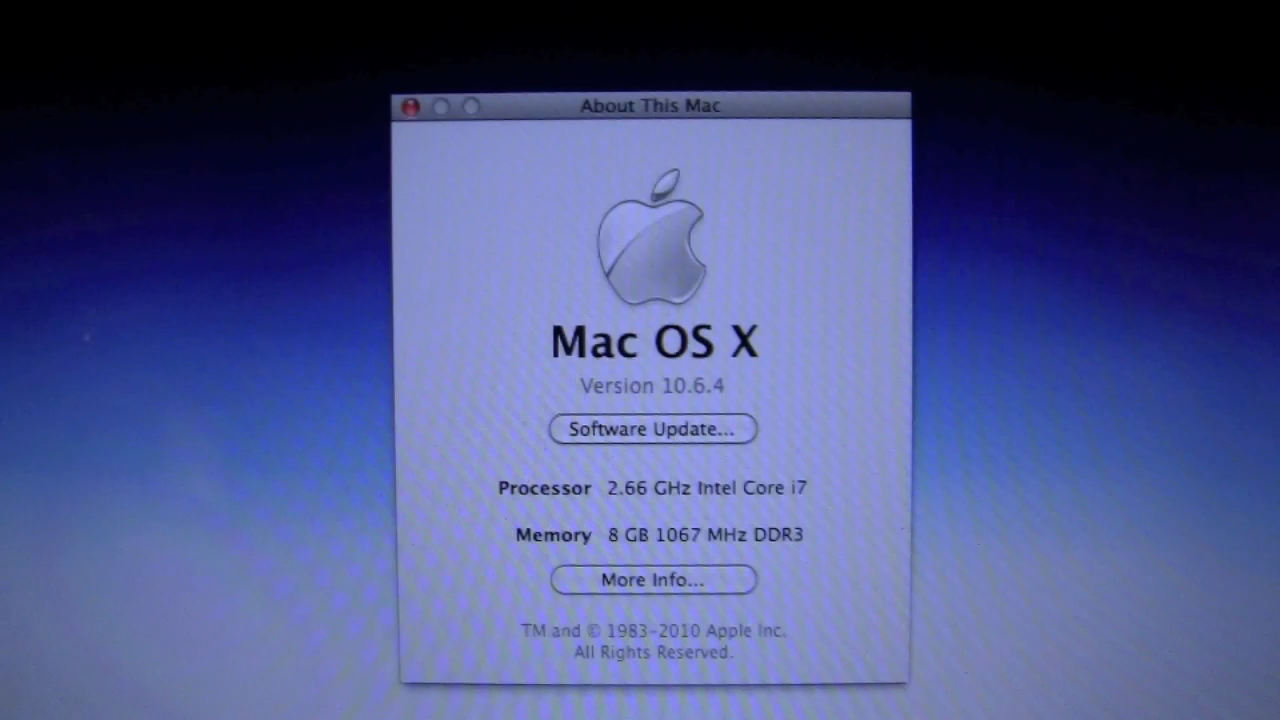 About This Mac
Mac OS X
Version 10.6.4
Software Update...
Processor 2.66 GHz Intel Core i7
Memory 8 GB 1067 MHz DDR3
More Info...
TM and © 1983-2010 Apple Inc.
All Rights Reserved.